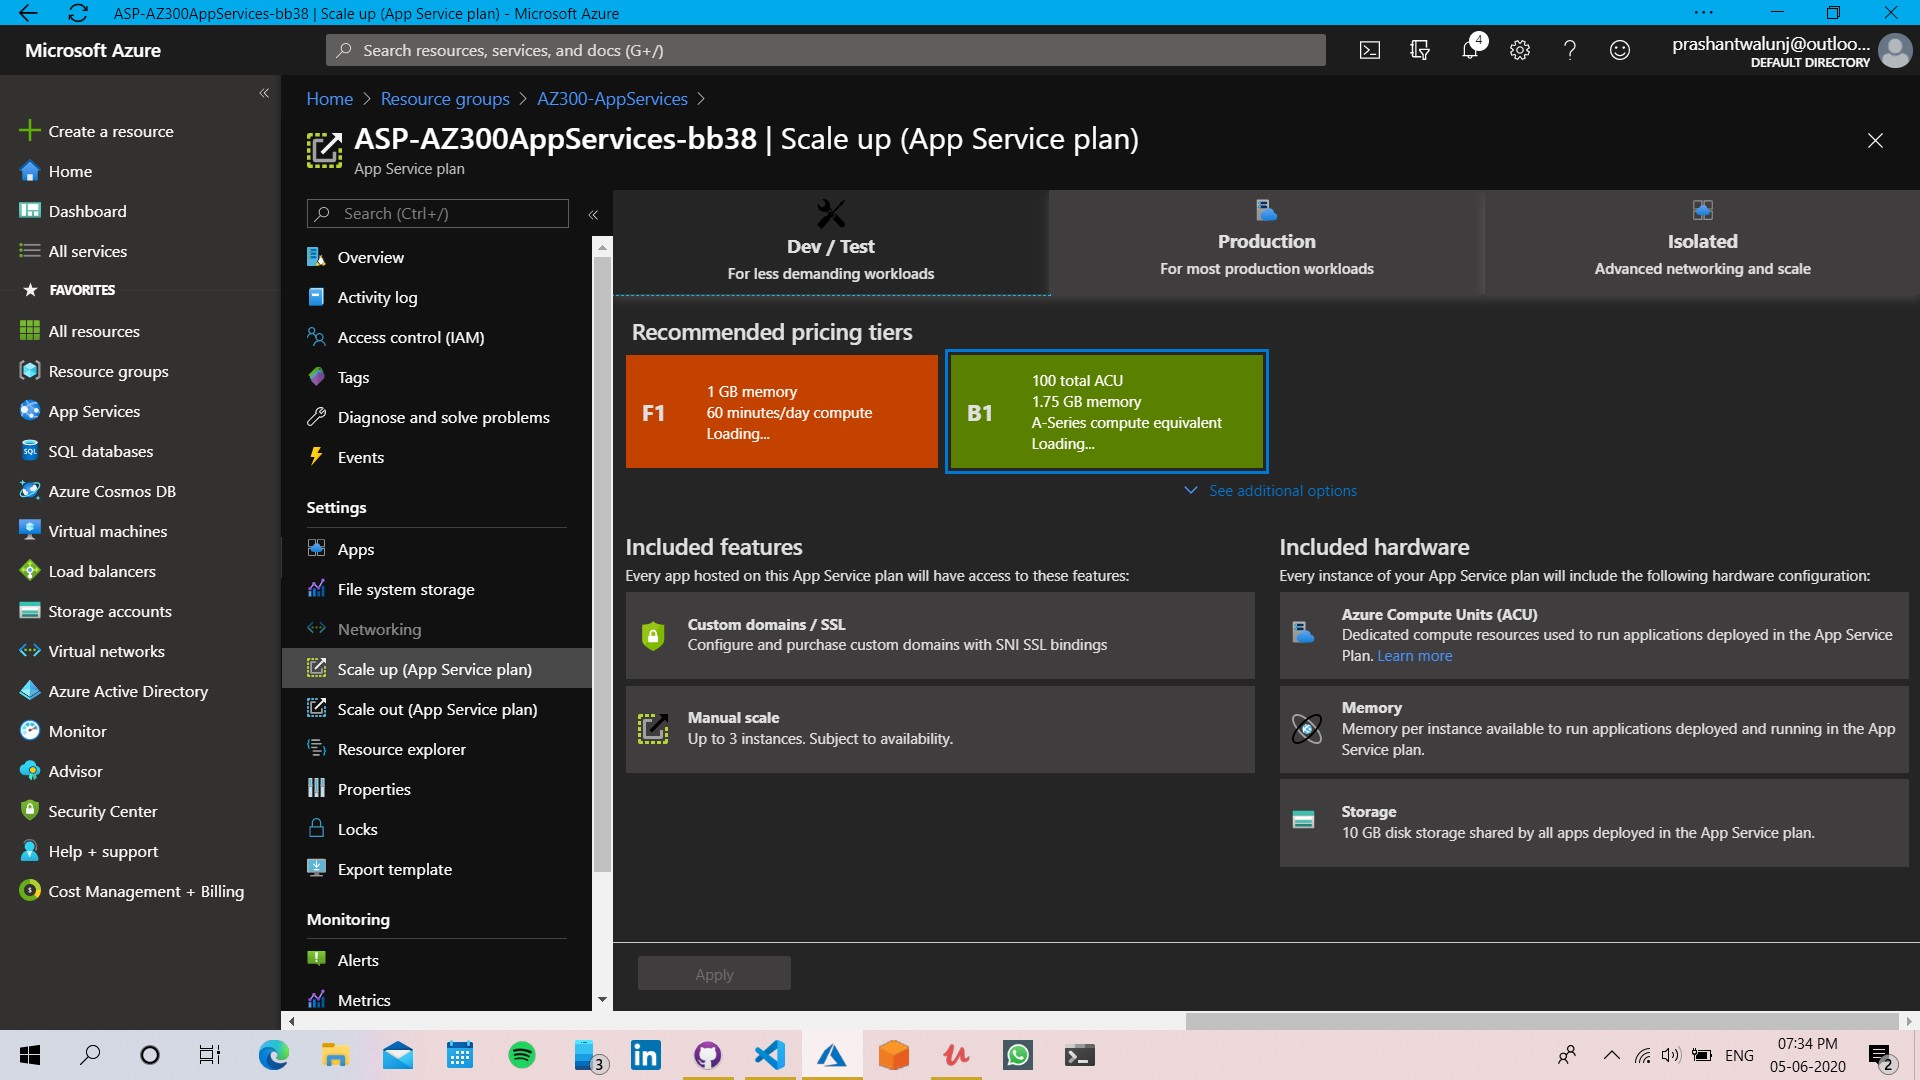 ASP-AZ300AppServices-bb38 | Scale up (App Service plan) - Microsoft Azure
Microsoft Azure
Search resources, services, and docs (G+/)
4
prashantwalunj@outloo...
DEFAULT DIRECTORY
Create a resource
Home
Dashboard
All services
FAVORITES
All resources
Resource groups
App Services
SQL databases
Azure Cosmos DB
Virtual machines
Load balancers
Storage accounts
Virtual networks
Azure Active Directory
Monitor
Advisor
Security Center
Help + support
Cost Management + Billing
Home > Resource groups > AZ300-AppServices >
ASP-AZ300AppServices-bb38 | Scale up (App Service plan)
App Service plan
Search (Ctrl+/)
Overview
Activity log
Access control (IAM)
Tags
Diagnose and solve problems
Events
Settings
Apps
File system storage
Networking
Scale up (App Service plan)
Scale out (App Service plan)
Resource explorer
Properties
Locks
Export template
Monitoring
Alerts
Metrics
Dev / Test
For less demanding workloads
Production
For most production workloads
Isolated
Advanced networking and scale
Recommended pricing tiers
F1
1 GB memory
60 minutes/day compute
Loading...
B1
100 total ACU
1.75 GB memory
A-Series compute equivalent
Loading...
See additional options
Included features
Every app hosted on this App Service plan will have access to these features:
Custom domains / SSL
Configure and purchase custom domains with SNI SSL bindings
Manual scale
Up to 3 instances. Subject to availability.
Included hardware
Every instance of your App Service plan will include the following hardware configuration:
Azure Compute Units (ACU)
Dedicated compute resources used to run applications deployed in the App Service
Plan. Learn more
Memory
Memory per instance available to run applications deployed and running in the App
Service plan.
Storage
10 GB disk storage shared by all apps deployed in the App Service plan.
Apply
3
ENG
07:34 PM
05-06-2020
2